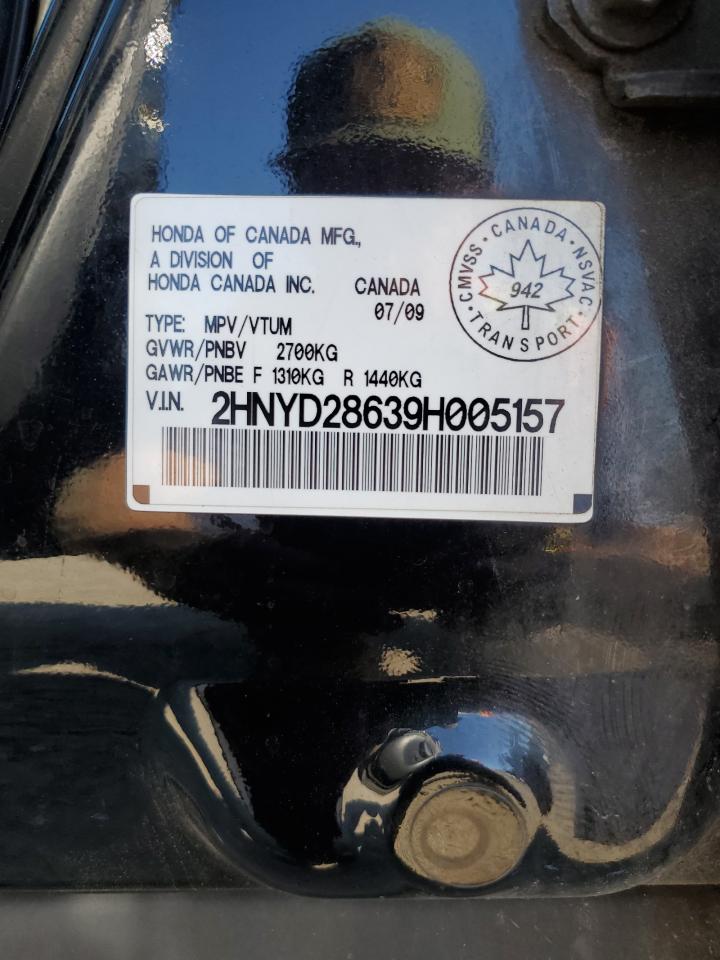 HONDA OF CANADA MFG.,
A DIVISION OF
HONDA CANADA INC. CANADA
07/09
TYPE: MPV/VTUM
GVWR/PNBV 2700KG
GAWR/PNBE F 1310KG R 1440KG
V.I.N. 2HNYD28639H005157
CMVSS · CANADA · NSVAC ·
TRANSPORT
942